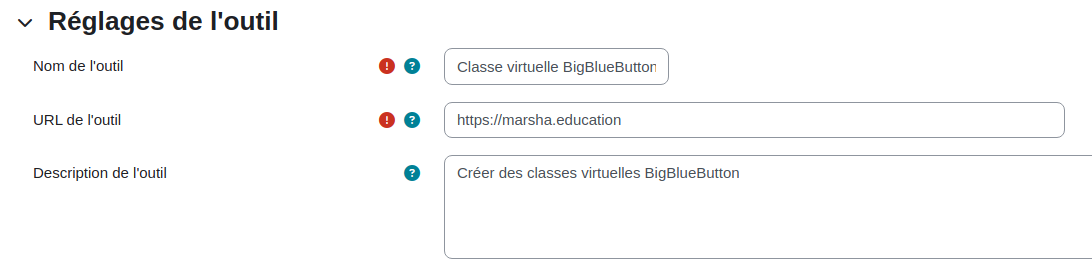 Réglages de l'outil
Nom de l'outil ! ? Classe virtuelle BigBlueButton
URL de l'outil ! ? https://marsha.education
Description de l'outil ? Créer des classes virtuelles BigBlueButton